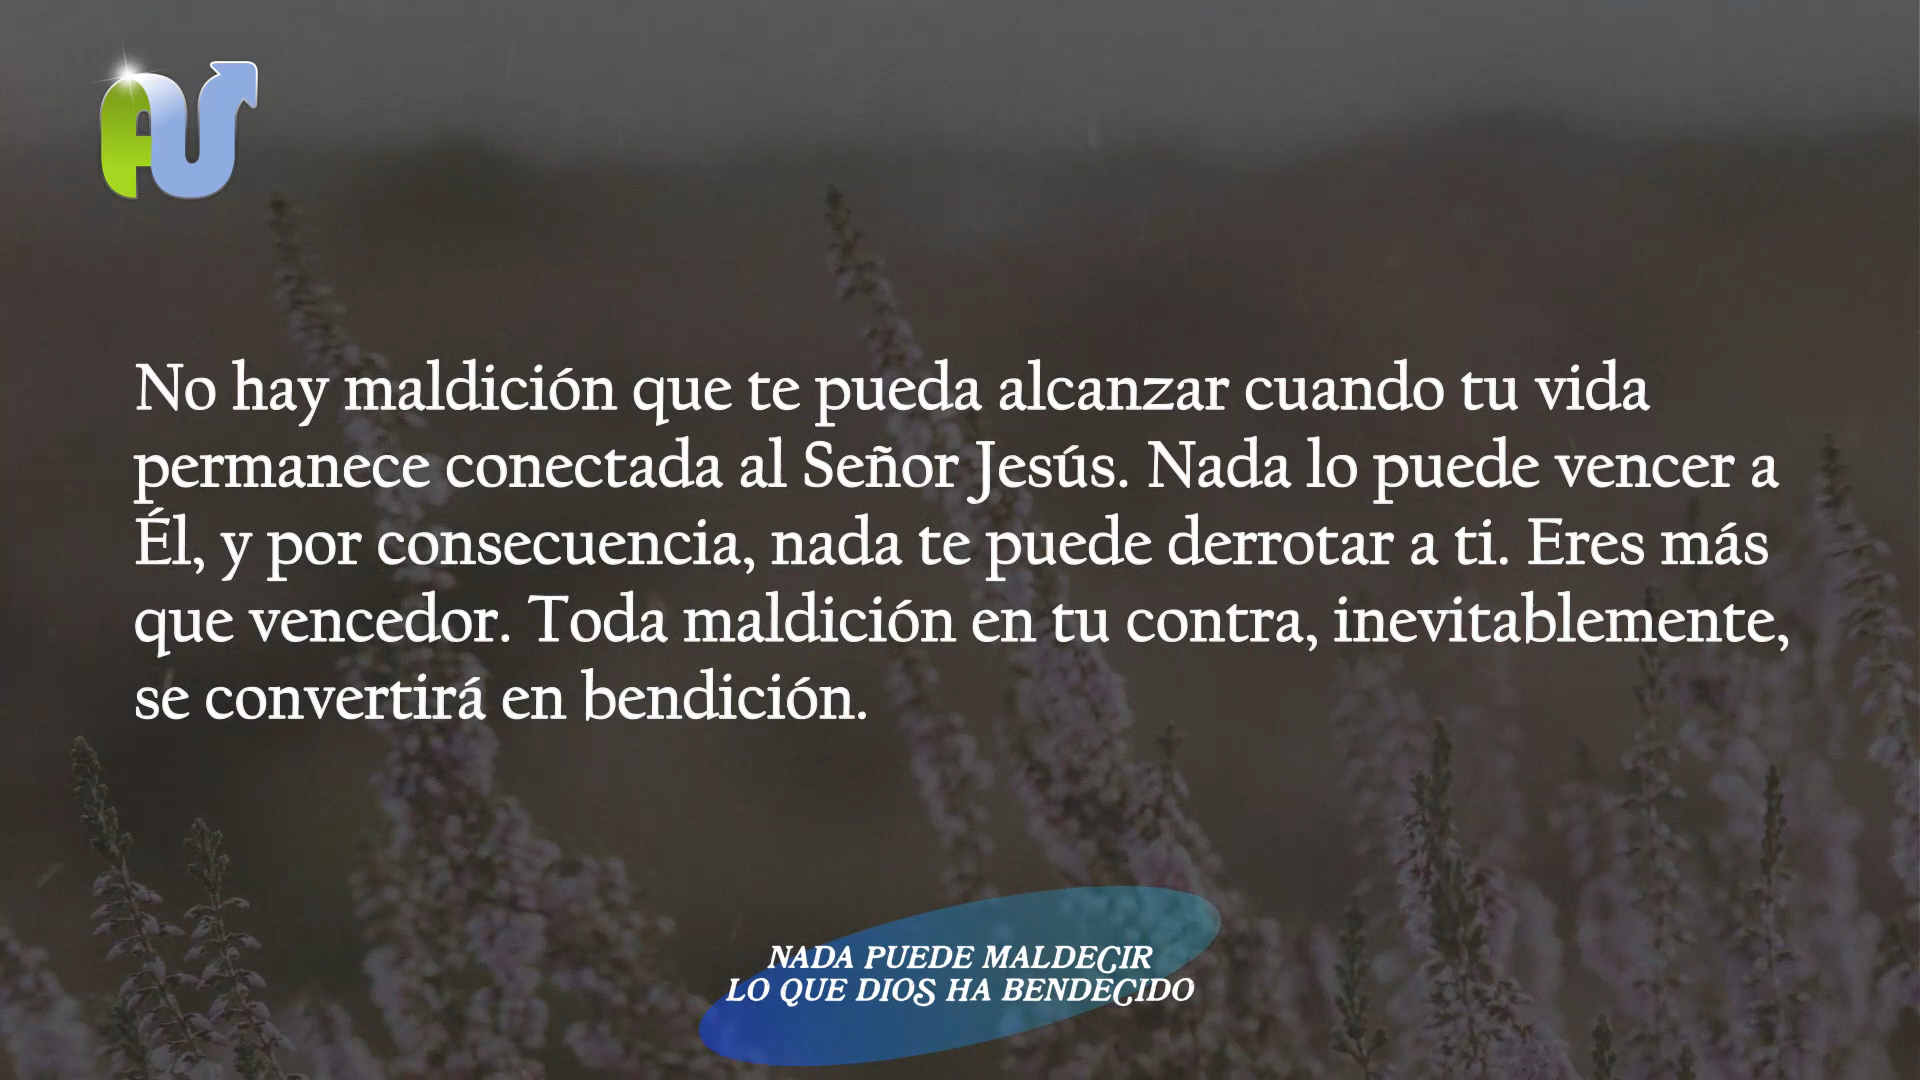 No hay maldición que te pueda alcanzar cuando tu vida
permanece conectada al Señor Jesús. Nada lo puede vencer a
Él, y por consecuencia, nada te puede derrotar a ti. Eres más
que vencedor. Toda maldición en tu contra, inevitablemente,
se convertirá en bendición.
NADA PUEDE MALDECIR
LO QUE DIOS HA BENDECIDO